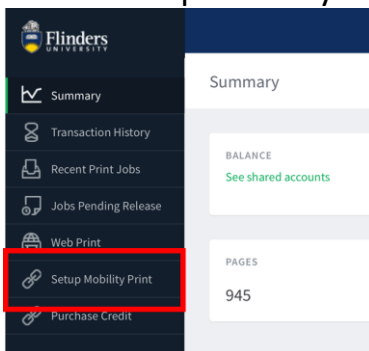 Flinders
UNIVERSITY
Summary
Transaction History
Recent Print Jobs
Jobs Pending Release
Web Print
Setup Mobility Print
Purchase Credit
Summary
BALANCE
See shared accounts
PAGES
945